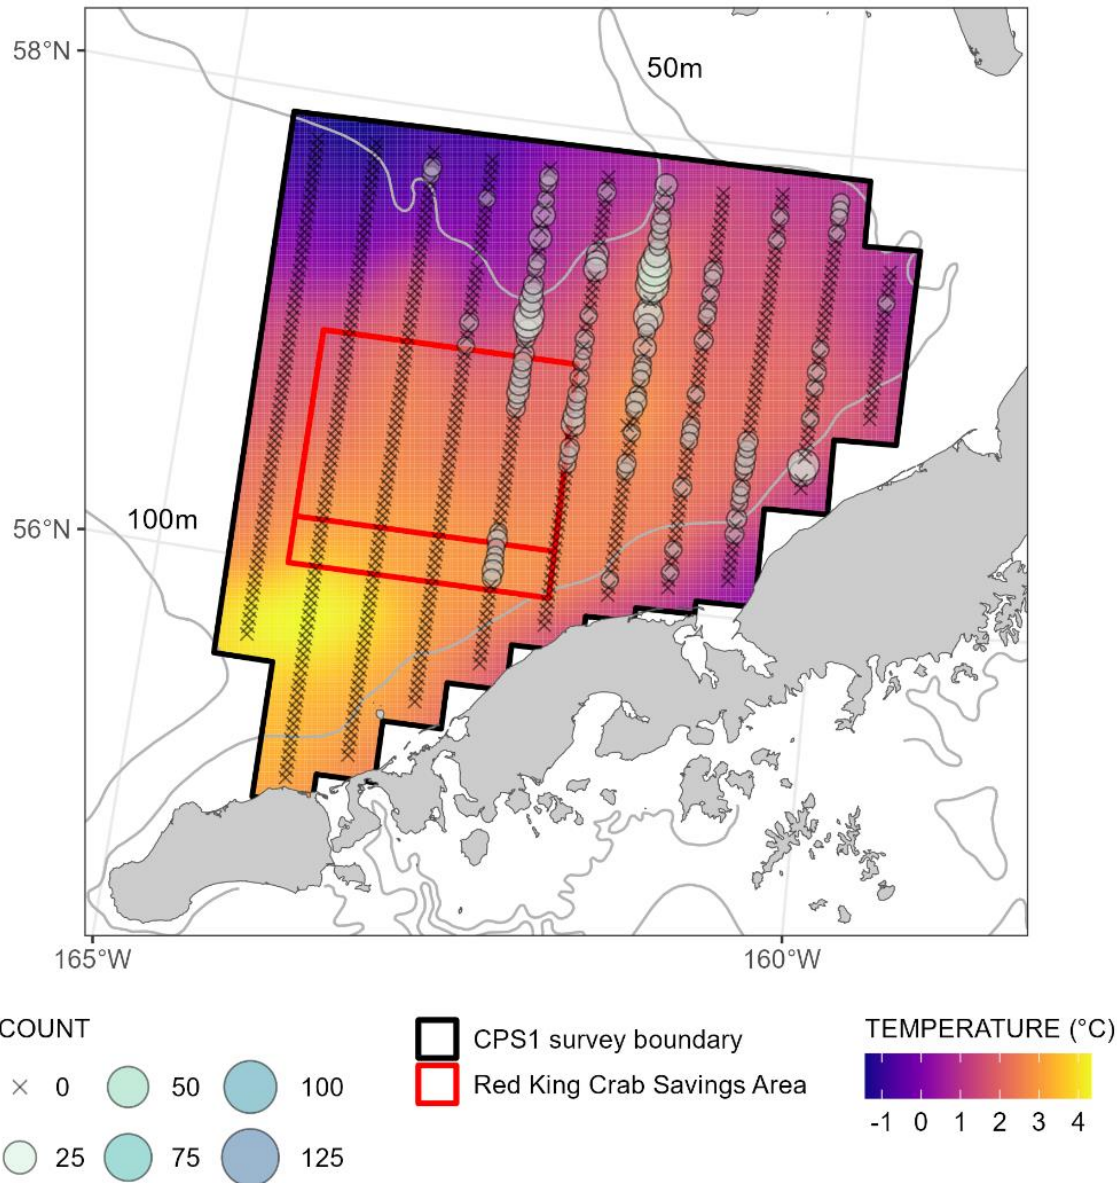 58°N
50m
56°N
100m
165°W
160°W
COUNT
0 50 100
25 75 125
CPS1 survey boundary
Red King Crab Savings Area
TEMPERATURE (°C)
-1 0 1 2 3 4